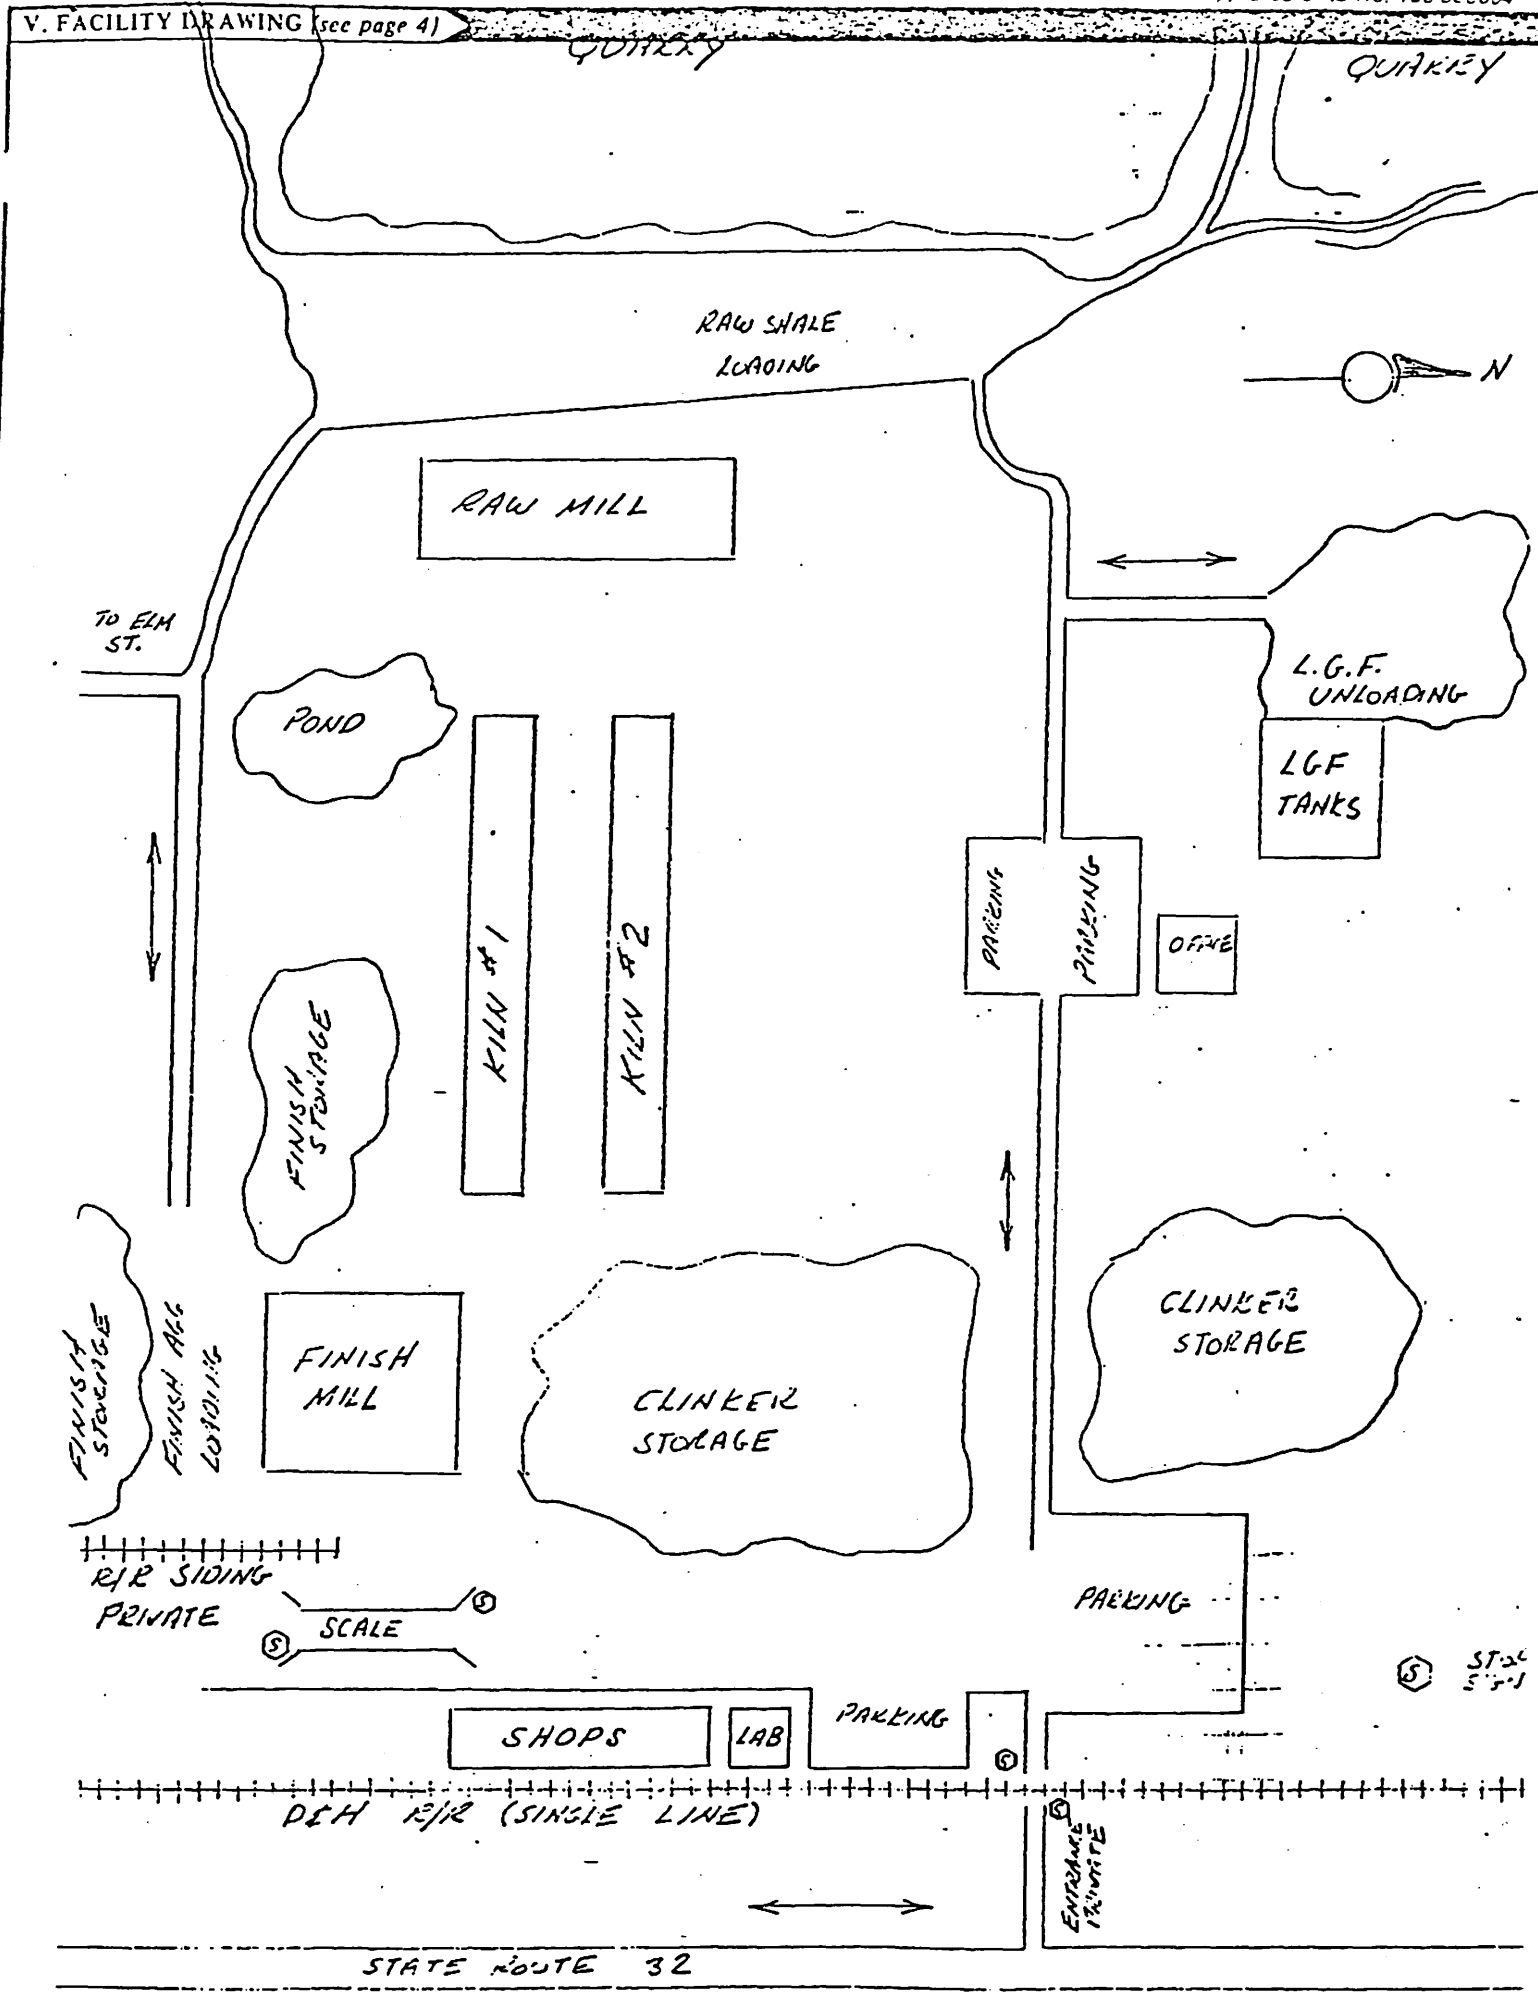 V. FACILITY DRAWING (see page 4)
QUARRY
QUARRY
RAW SHALE
LOADING
N
RAW MILL
TO ELM
ST.
L.G.F.
UNLOADING
POND
LGF
TANKS
PARKING
PARKING
OFFICE
KILN #1
KILN #2
FINISH
STORAGE
CLINKER
STORAGE
FINISH
STORAGE
FINISH AGG
LOADING
FINISH
MILL
CLINKER
STORAGE
R/R SIDING
PRIVATE
S
SCALE
S
PARKING
S
SHOPS
LAB
PARKING
S
D&H R/R (SINGLE LINE)
S
ENTRANCE
PRIVATE
STATE ROUTE 32